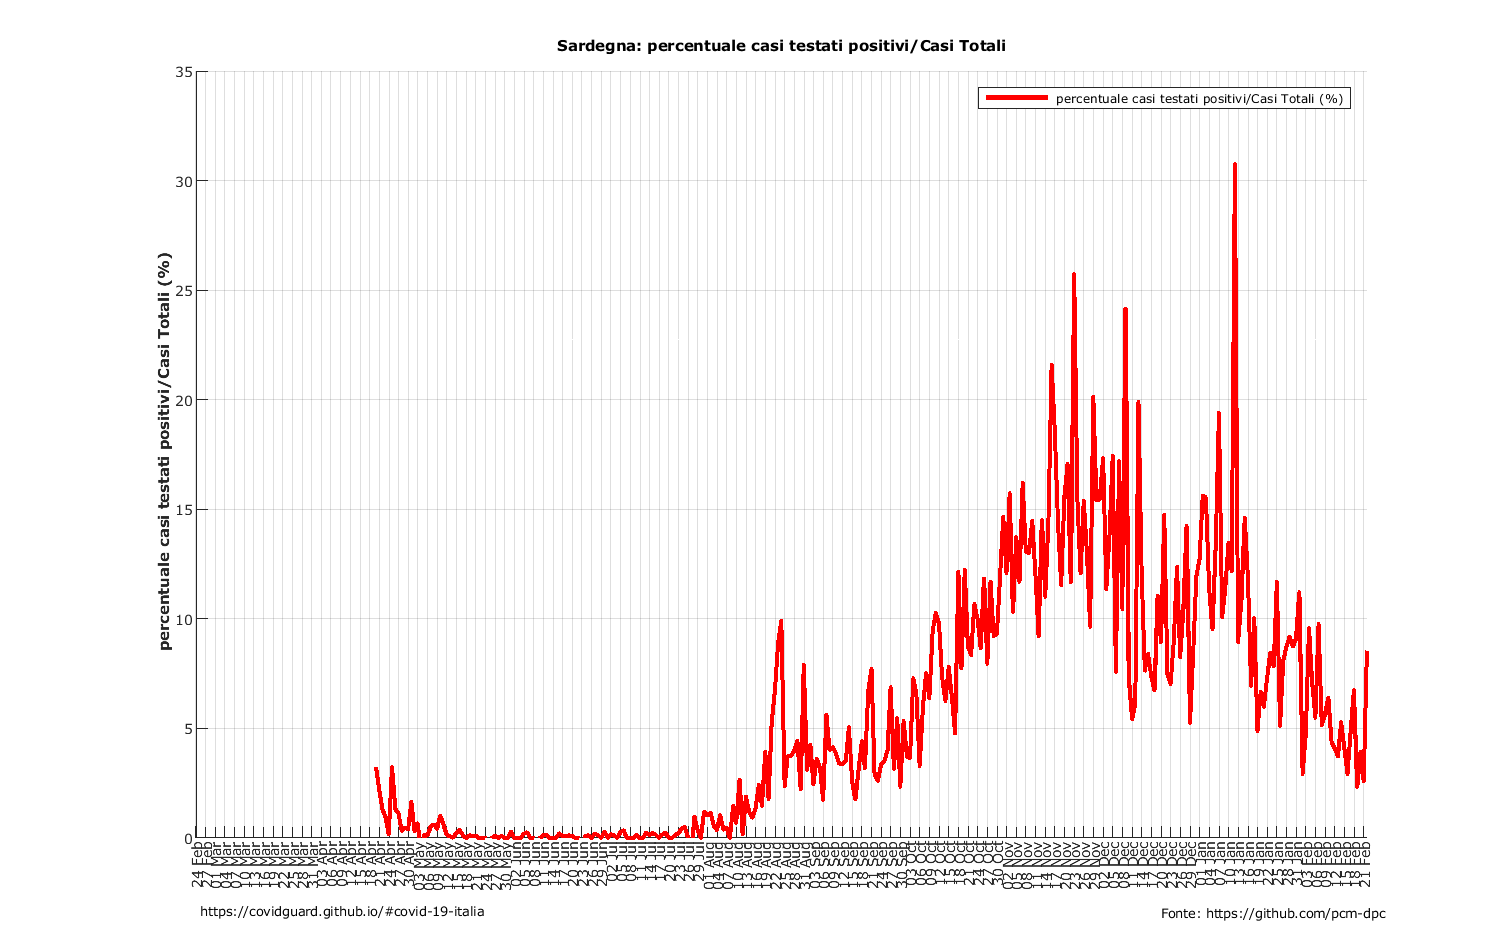 Sardegna: percentuale casi testati positivi/Casi Totali
percentuale casi testati positivi/Casi Totali (%)
percentuale casi testati positivi/Casi Totali (%)
35
30
25
20
15
10
5
0
24 Feb
27 Feb
01 Mar
04 Mar
07 Mar
10 Mar
13 Mar
16 Mar
19 Mar
22 Mar
25 Mar
28 Mar
31 Mar
03 Apr
06 Apr
09 Apr
12 Apr
15 Apr
18 Apr
21 Apr
24 Apr
27 Apr
30 Apr
03 May
06 May
09 May
12 May
15 May
18 May
21 May
24 May
27 May
30 May
02 Jun
05 Jun
08 Jun
11 Jun
14 Jun
17 Jun
20 Jun
23 Jun
26 Jun
29 Jun
02 Jul
05 Jul
08 Jul
11 Jul
14 Jul
17 Jul
20 Jul
23 Jul
26 Jul
29 Jul
01 Aug
04 Aug
07 Aug
10 Aug
13 Aug
16 Aug
19 Aug
22 Aug
25 Aug
28 Aug
31 Aug
03 Sep
06 Sep
09 Sep
12 Sep
15 Sep
18 Sep
21 Sep
24 Sep
27 Sep
30 Sep
03 Oct
06 Oct
09 Oct
12 Oct
15 Oct
18 Oct
21 Oct
24 Oct
27 Oct
30 Oct
02 Nov
05 Nov
08 Nov
11 Nov
14 Nov
17 Nov
20 Nov
23 Nov
26 Nov
29 Nov
02 Dec
05 Dec
08 Dec
11 Dec
14 Dec
17 Dec
20 Dec
23 Dec
26 Dec
29 Dec
01 Jan
04 Jan
07 Jan
10 Jan
13 Jan
16 Jan
19 Jan
22 Jan
25 Jan
28 Jan
31 Jan
03 Feb
06 Feb
09 Feb
12 Feb
15 Feb
18 Feb
21 Feb
https://covidguard.github.io/#covid-19-italia
Fonte: https://github.com/pcm-dpc